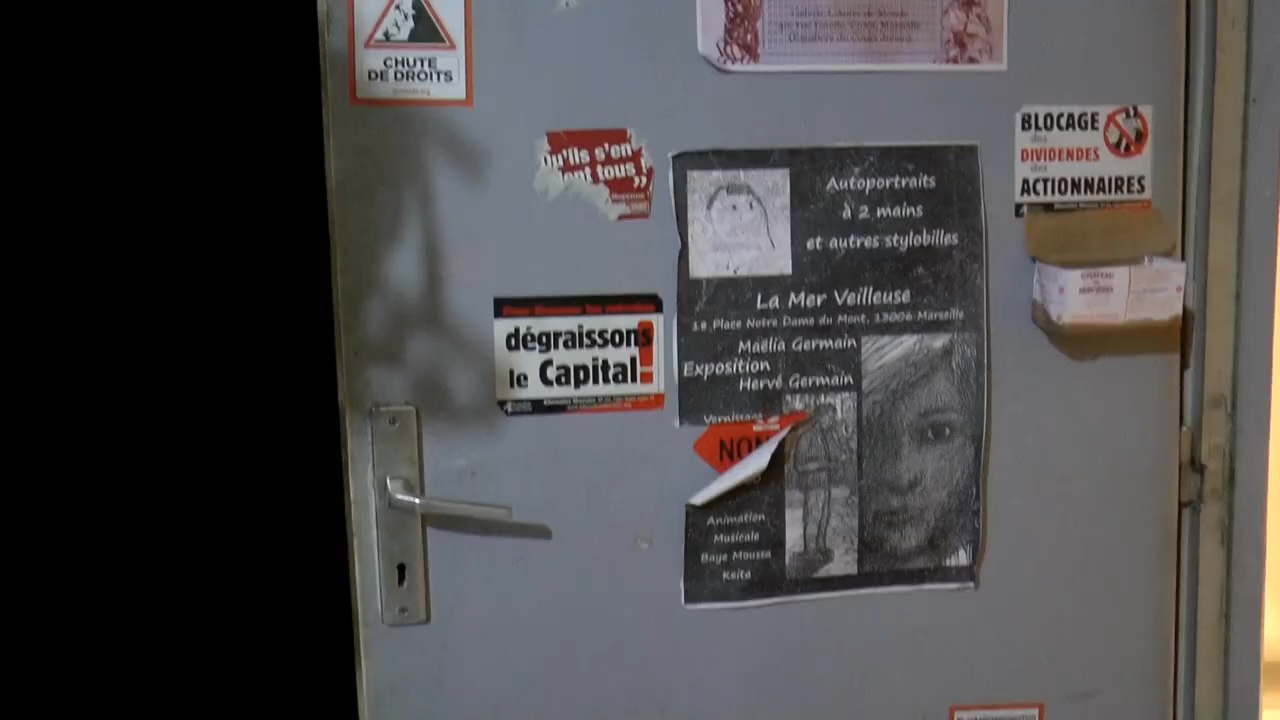 CHUTE
DE DROITS
Qu'ils s'en
tous !
BLOCAGE
des
DIVIDENDES
des
ACTIONNAIRES
Autoportraits
à 2 mains
et autres stylobilles
La Mer Veilleuse
18 Place Notre Dame du Mont, 13006 Marseille
Maëlia Germain
Exposition
Hervé Germain
dégraissons
le Capital!
NON
Animation
Musicale
Baye Moussa
Keita